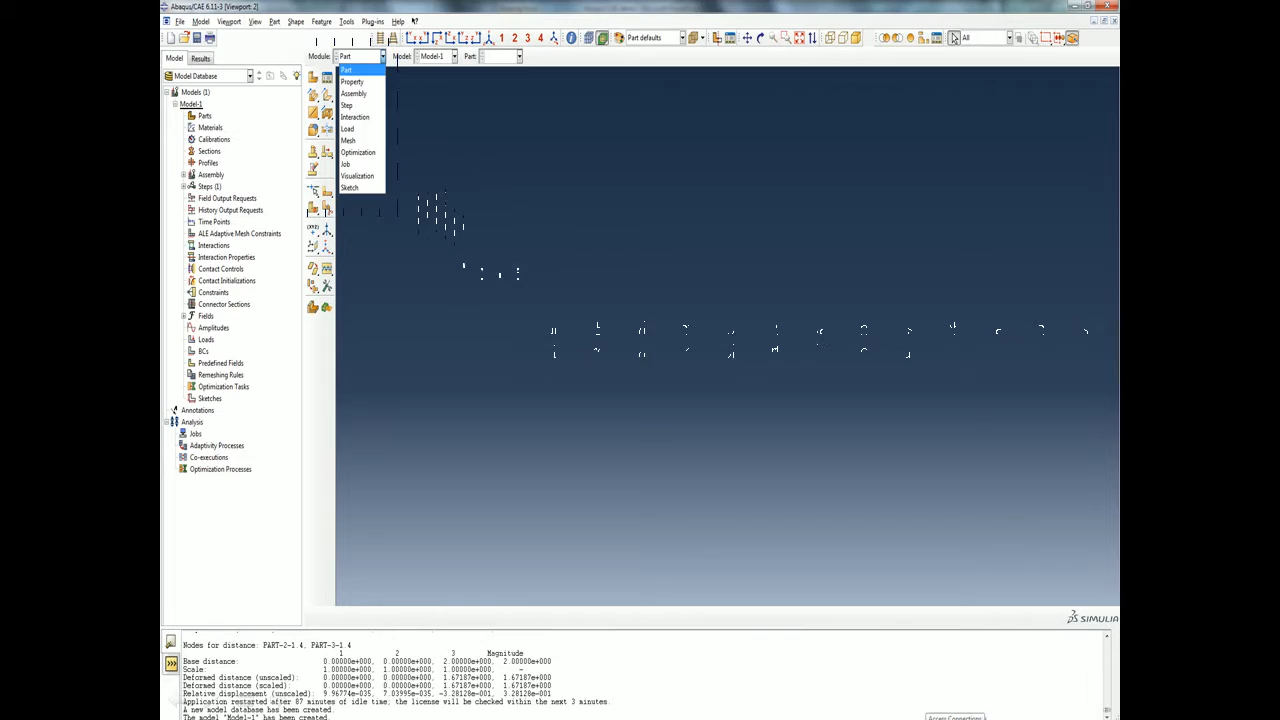 Abaqus/CAE 6.11-3 [Viewport: 2]
File Model Viewport View Part Shape Feature Tools Plug-ins Help
1 2 3 4 Part defaults All
Model Results
Module: Part Model: Model-1 Part:
Model Database
Models (1)
Model-1
Parts
Materials
Calibrations
Sections
Profiles
Assembly
Steps (1)
Field Output Requests
History Output Requests
Time Points
ALE Adaptive Mesh Constraints
Interactions
Interaction Properties
Contact Controls
Contact Initializations
Constraints
Connector Sections
Fields
Amplitudes
Loads
BCs
Predefined Fields
Remeshing Rules
Optimization Tasks
Sketches
Annotations
Analysis
Jobs
Adaptivity Processes
Co-executions
Optimization Processes
Part
Property
Assembly
Step
Interaction
Load
Mesh
Optimization
Job
Visualization
Sketch
SIMULIA
Nodes for distance: PART-2-1.4, PART-3-1.4
1 2 3 Magnitude
Base distance: 0.00000e+000, 0.00000e+000, 2.00000e+000, 2.00000e+000
Scale: 1.00000e+000, 1.00000e+000, 1.00000e+000, -
Deformed distance (unscaled): 0.00000e+000, 0.00000e+000, 1.67187e+000, 1.67187e+000
Deformed distance (scaled): 0.00000e+000, 0.00000e+000, 1.67187e+000, 1.67187e+000
Relative displacement (unscaled): 9.96774e-035, 7.03995e-035, -3.28128e-001, 3.28128e-001
Application restarted after 87 minutes of idle time; the license will be checked within the next 3 minutes.
A new model database has been created.
The model "Model-1" has been created.
Access Connections